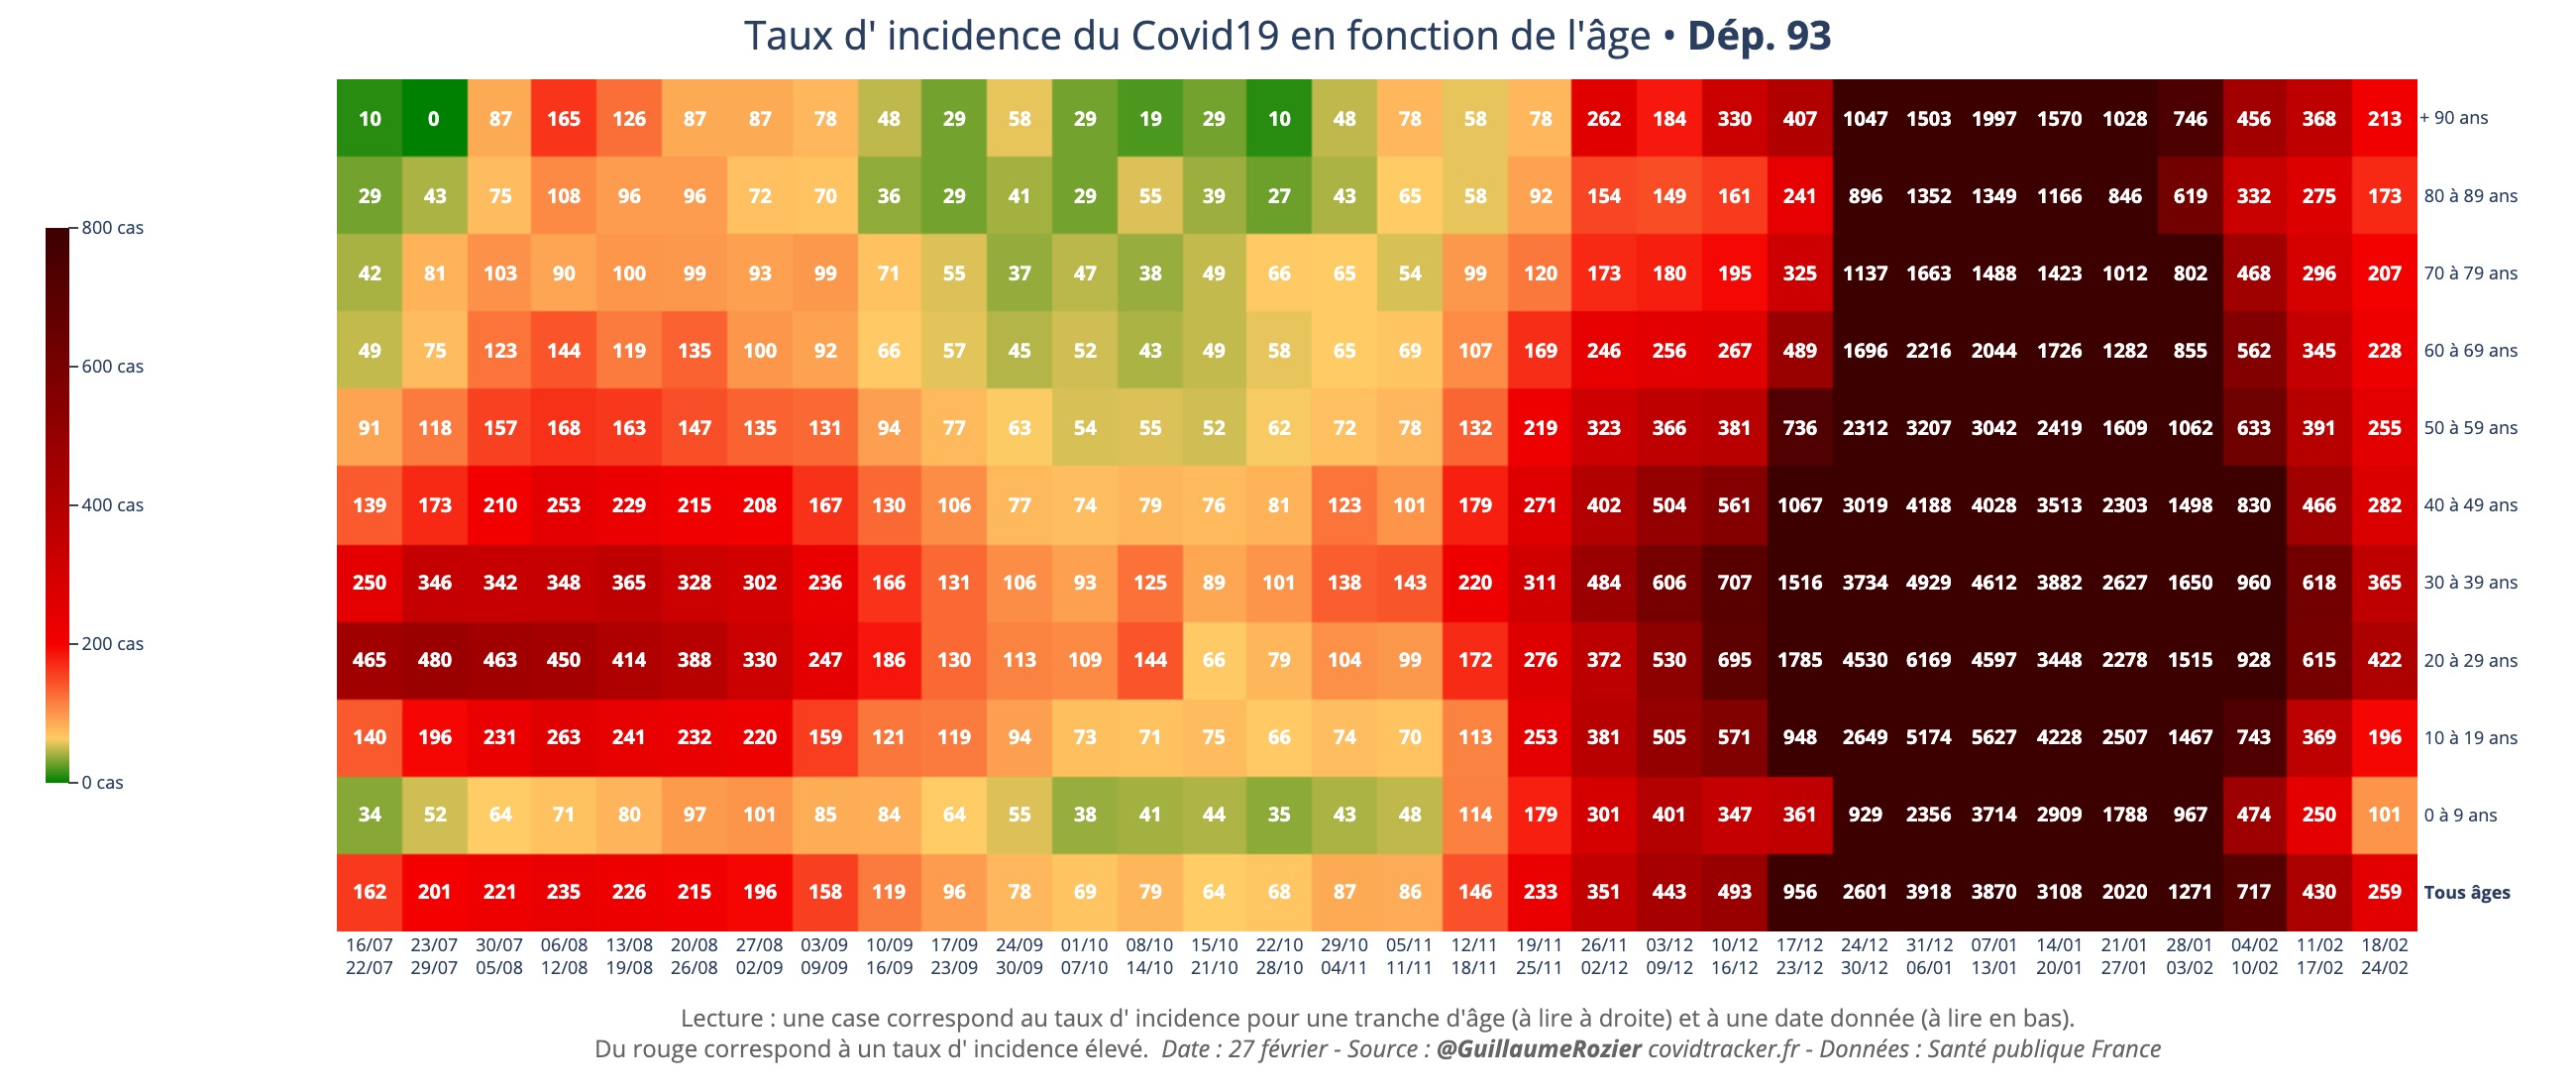 Taux d' incidence du Covid19 en fonction de l'âge • Dép. 93
10 0 87 165 126 87 87 78 48 29 58 29 19 29 10 48 78 58 78 262 184 330 407 1047 1503 1997 1570 1028 746 456 368 213 + 90 ans
29 43 75 108 96 96 72 70 36 29 41 29 55 39 27 43 65 58 92 154 149 161 241 896 1352 1349 1166 846 619 332 275 173 80 à 89 ans
800 cas
42 81 103 90 100 99 93 99 71 55 37 47 38 49 66 65 54 99 120 173 180 195 325 1137 1663 1488 1423 1012 802 468 296 207 70 à 79 ans
49 75 123 144 119 135 100 92 66 57 45 52 43 49 58 65 69 107 169 246 256 267 489 1696 2216 2044 1726 1282 855 562 345 228 60 à 69 ans
600 cas
91 118 157 168 163 147 135 131 94 77 63 54 55 52 62 72 78 132 219 323 366 381 736 2312 3207 3042 2419 1609 1062 633 391 255 50 à 59 ans
400 cas
139 173 210 253 229 215 208 167 130 106 77 74 79 76 81 123 101 179 271 402 504 561 1067 3019 4188 4028 3513 2303 1498 830 466 282 40 à 49 ans
250 346 342 348 365 328 302 236 166 131 106 93 125 89 101 138 143 220 311 484 606 707 1516 3734 4929 4612 3882 2627 1650 960 618 365 30 à 39 ans
200 cas
465 480 463 450 414 388 330 247 186 130 113 109 144 66 79 104 99 172 276 372 530 695 1785 4530 6169 4597 3448 2278 1515 928 615 422 20 à 29 ans
140 196 231 263 241 232 220 159 121 119 94 73 71 75 66 74 70 113 253 381 505 571 948 2649 5174 5627 4228 2507 1467 743 369 196 10 à 19 ans
0 cas
34 52 64 71 80 97 101 85 84 64 55 38 41 44 35 43 48 114 179 301 401 347 361 929 2356 3714 2909 1788 967 474 250 101 0 à 9 ans
162 201 221 235 226 215 196 158 119 96 78 69 79 64 68 87 86 146 233 351 443 493 956 2601 3918 3870 3108 2020 1271 717 430 259 Tous âges
16/07 23/07 30/07 06/08 13/08 20/08 27/08 03/09 10/09 17/09 24/09 01/10 08/10 15/10 22/10 29/10 05/11 12/11 19/11 26/11 03/12 10/12 17/12 24/12 31/12 07/01 14/01 21/01 28/01 04/02 11/02 18/02
22/07 29/07 05/08 12/08 19/08 26/08 02/09 09/09 16/09 23/09 30/09 07/10 14/10 21/10 28/10 04/11 11/11 18/11 25/11 02/12 09/12 16/12 23/12 30/12 06/01 13/01 20/01 27/01 03/02 10/02 17/02 24/02
Lecture : une case correspond au taux d' incidence pour une tranche d'âge (à lire à droite) et à une date donnée (à lire en bas).
Du rouge correspond à un taux d' incidence élevé. Date : 27 février - Source : @GuillaumeRozier covidtracker.fr - Données : Santé publique France